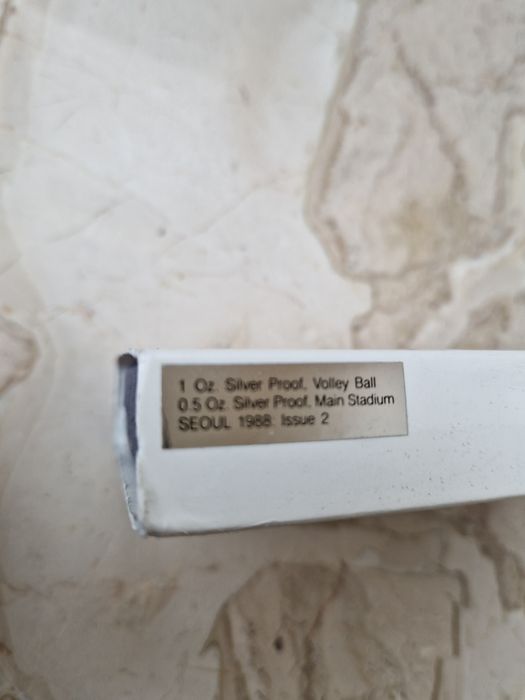 1 Oz. Silver Proof, Volley Ball
0.5 Oz. Silver Proof, Main Stadium
SEOUL 1988: Issue 2